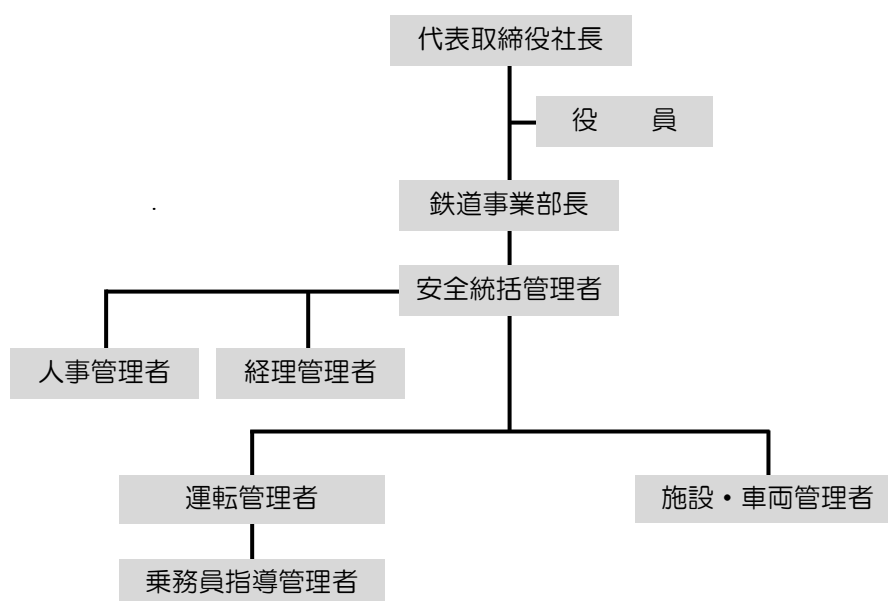 代表取締役社長
役　　員
鉄道事業部長
安全統括管理者
人事管理者
経理管理者
運転管理者
施設・車両管理者
乗務員指導管理者